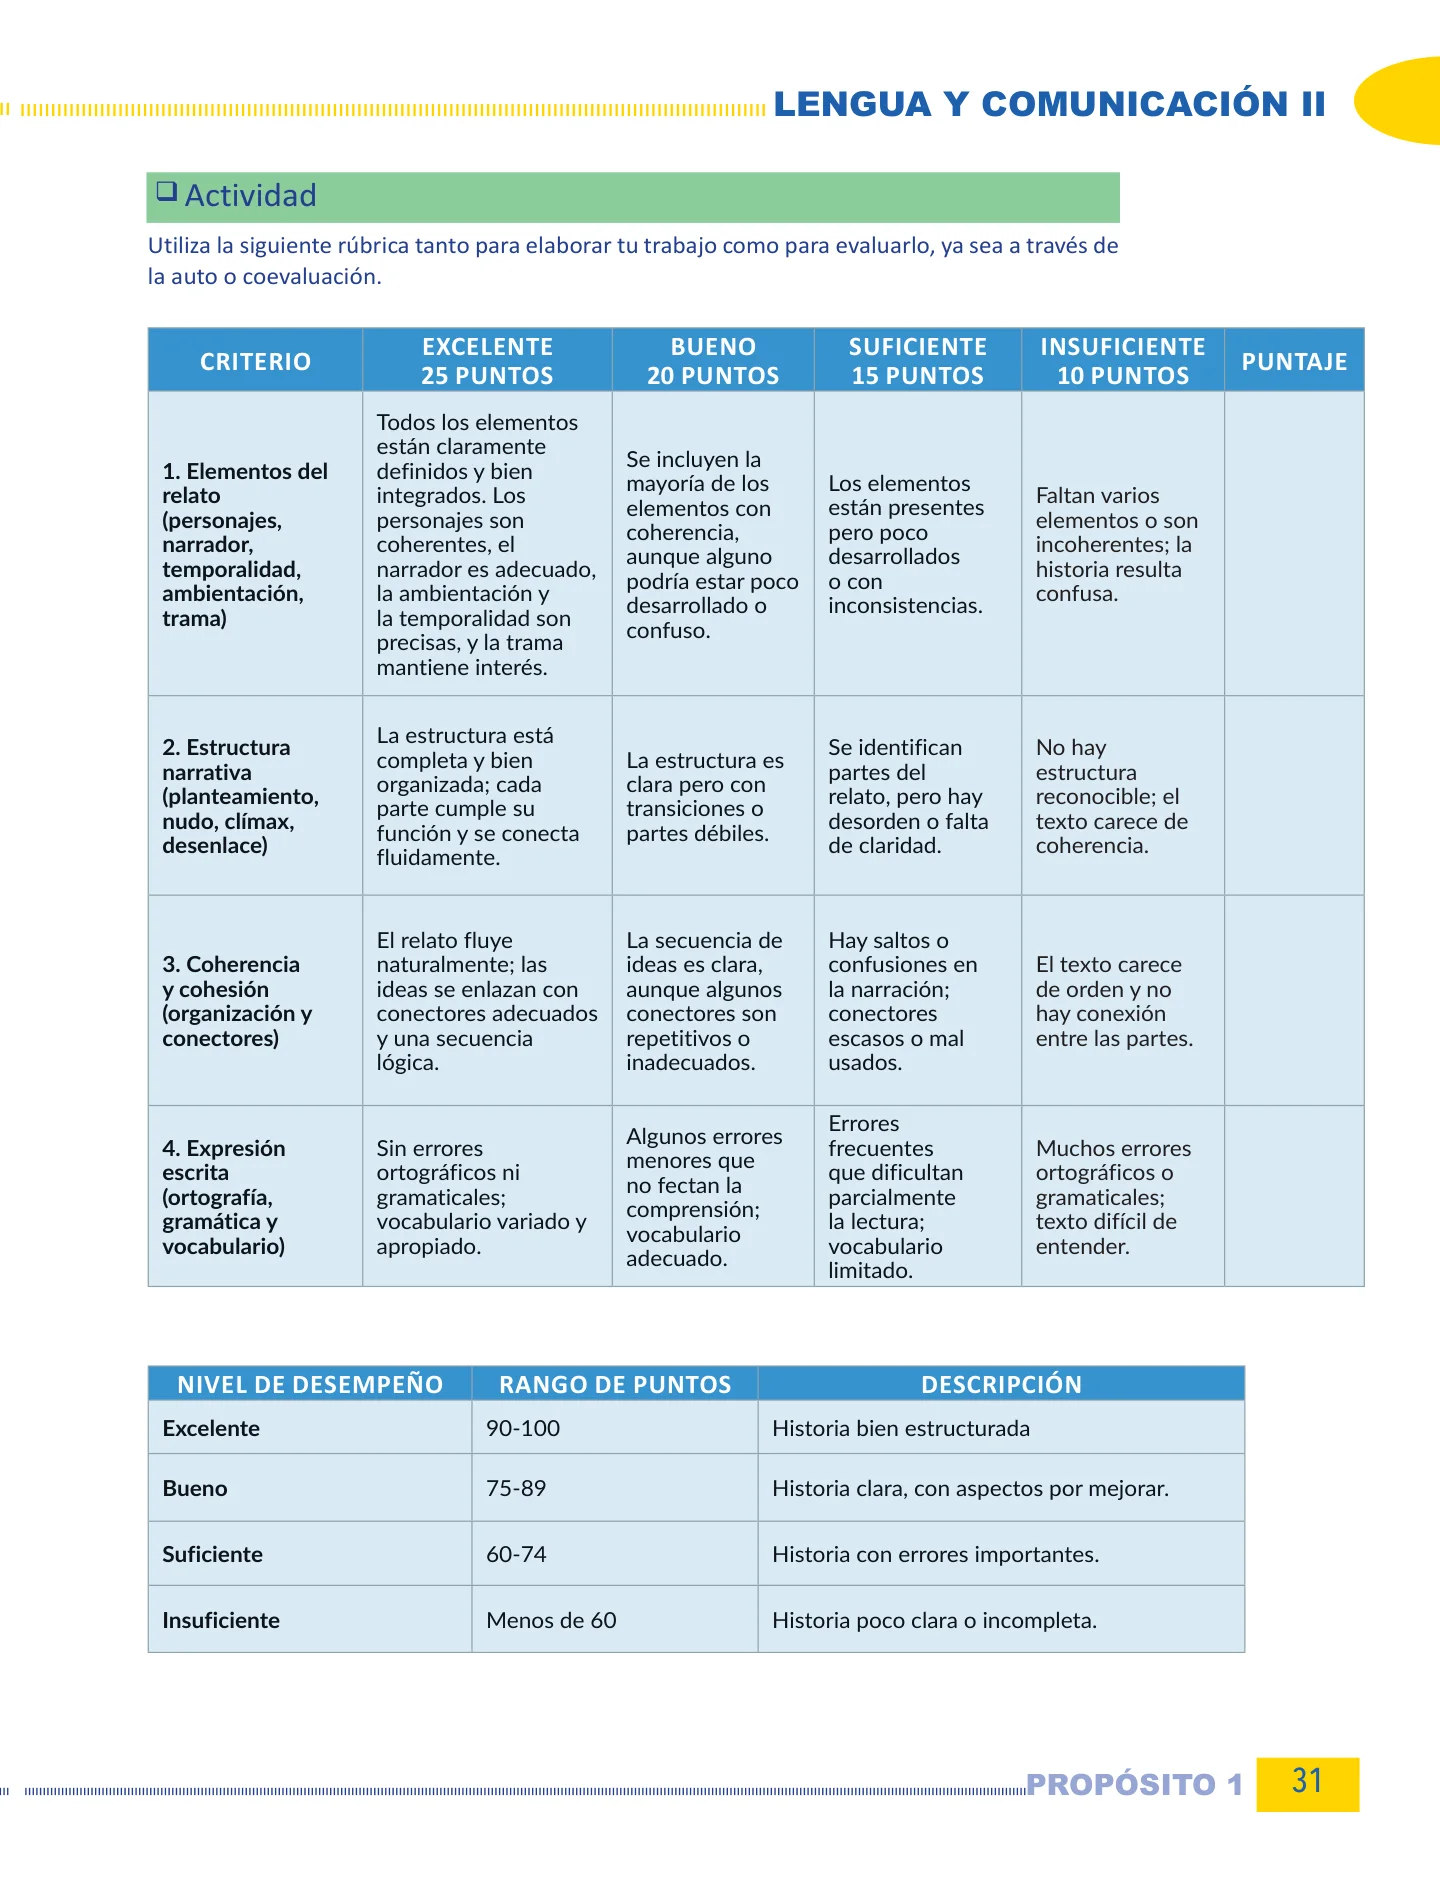 LENGUA Y COMUNICACIÓN II
❑ Actividad
Utiliza la siguiente rúbrica tanto para elaborar tu trabajo como para evaluarlo, ya sea a través de
la auto o coevaluación.
CRITERIO
EXCELENTE
25 PUNTOS
BUENO
20 PUNTOS
SUFICIENTE
15 PUNTOS
INSUFICIENTE
10 PUNTOS
PUNTAJE
1. Elementos del
relato
(personajes,
narrador,
temporalidad,
ambientación,
trama)
Todos los elementos
están claramente
definidos y bien
integrados. Los
personajes son
coherentes, el
narrador es adecuado,
la ambientación y
la temporalidad son
precisas, y la trama
mantiene interés.
Se incluyen la
mayoría de los
elementos con
coherencia,
aunque alguno
podría estar poco
desarrollado o
confuso.
Los elementos
están presentes
pero poco
desarrollados
o con
inconsistencias.
Faltan varios
elementos o son
incoherentes; la
historia resulta
confusa.
2. Estructura
narrativa
(planteamiento,
nudo, clímax,
desenlace)
La estructura está
completa y bien
organizada; cada
parte cumple su
función y se conecta
fluidamente.
La estructura es
clara pero con
transiciones o
partes débiles.
Se identifican
partes del
relato, pero hay
desorden o falta
de claridad.
No hay
estructura
reconocible; el
texto carece de
coherencia.
3. Coherencia
y cohesión
(organización y
conectores)
El relato fluye
naturalmente; las
ideas se enlazan con
conectores adecuados
y una secuencia
lógica.
La secuencia de
ideas es clara,
aunque algunos
conectores son
repetitivos o
inadecuados.
Hay saltos o
confusiones en
la narración;
conectores
escasos o mal
usados.
El texto carece
de orden y no
hay conexión
entre las partes.
4. Expresión
escrita
(ortografía,
gramática y
vocabulario)
Sin errores
ortográficos ni
gramaticales;
vocabulario variado y
apropiado.
Algunos errores
menores que
no fectan la
comprensión;
vocabulario
adecuado.
Errores
frecuentes
que dificultan
parcialmente
la lectura;
vocabulario
limitado.
Muchos errores
ortográficos o
gramaticales;
texto difícil de
entender.
NIVEL DE DESEMPEÑO
RANGO DE PUNTOS
DESCRIPCIÓN
Excelente
90-100
Historia bien estructurada
Bueno
75-89
Historia clara, con aspectos por mejorar.
Suficiente
60-74
Historia con errores importantes.
Insuficiente
Menos de 60
Historia poco clara o incompleta.
PROPÓSITO 1
31